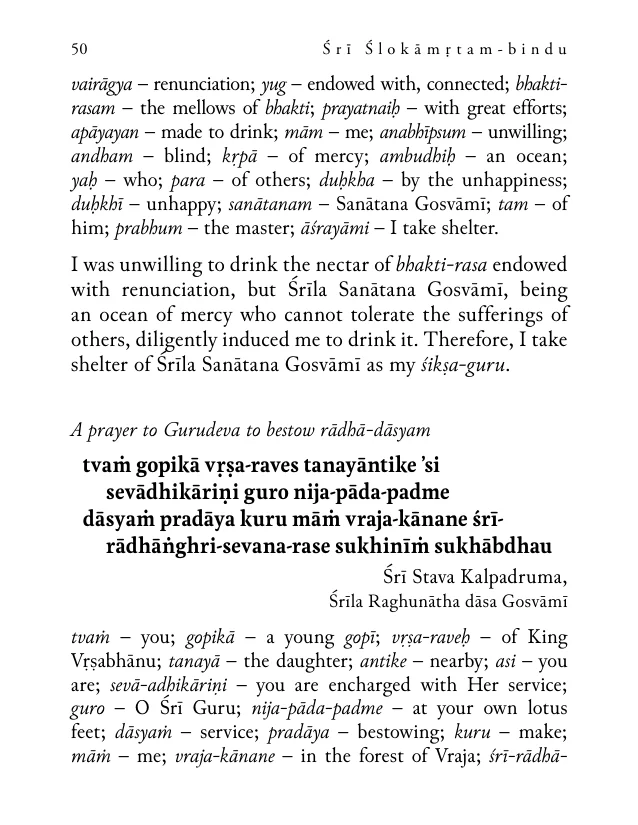 50 Śrī Ślokāmṛtam-bindu
vairāgya – renunciation; yug – endowed with, connected; bhakti-
rasam – the mellows of bhakti; prayatnaiḥ – with great efforts;
apāyayan – made to drink; mām – me; anabhīpsum – unwilling;
andham – blind; kṛpā – of mercy; ambudhiḥ – an ocean;
yaḥ – who; para – of others; duḥkha – by the unhappiness;
duḥkhī – unhappy; sanātanam – Sanātana Gosvāmī; tam – of
him; prabhum – the master; āśrayāmi – I take shelter.
I was unwilling to drink the nectar of bhakti-rasa endowed
with renunciation, but Śrīla Sanātana Gosvāmī, being
an ocean of mercy who cannot tolerate the sufferings of
others, diligently induced me to drink it. Therefore, I take
shelter of Śrīla Sanātana Gosvāmī as my śikṣa-guru.
A prayer to Gurudeva to bestow rādhā-dāsyam
tvaṁ gopikā vṛṣa-raves tanayāntike ’si
sevādhikāriṇi guro nija-pāda-padme
dāsyaṁ pradāya kuru māṁ vraja-kānane śrī-
rādhāṅghri-sevana-rase sukhinīṁ sukhābdhau
Śrī Stava Kalpadruma,
Śrīla Raghunātha dāsa Gosvāmī
tvaṁ – you; gopikā – a young gopī; vṛṣa-raveḥ – of King
Vṛṣabhānu; tanayā – the daughter; antike – nearby; asi – you
are; sevā-adhikāriṇi – you are encharged with Her service;
guro – O Śrī Guru; nija-pāda-padme – at your own lotus
feet; dāsyaṁ – service; pradāya – bestowing; kuru – make;
māṁ – me; vraja-kānane – in the forest of Vraja; śrī-rādhā-